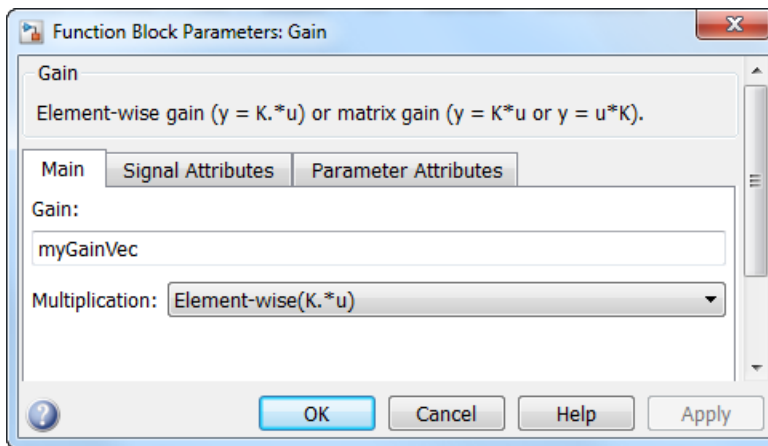 Function Block Parameters: Gain
Gain
Element-wise gain (y = K.*u) or matrix gain (y = K*u or y = u*K).
Main Signal Attributes Parameter Attributes
Gain:
myGainVec
Multiplication: Element-wise(K.*u)
OK Cancel Help Apply